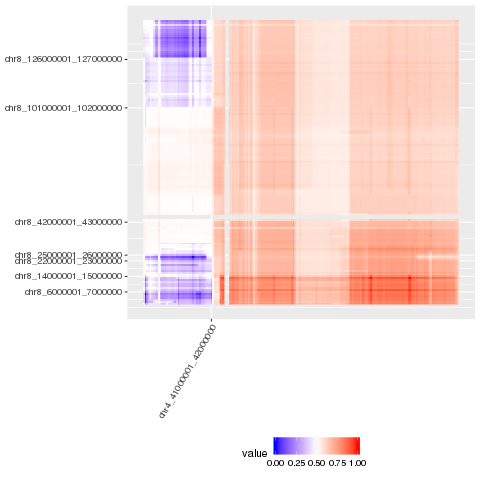 chr8_126000001_127000000
chr8_101000001_102000000
chr8_42000001_43000000
chr8_25000001_26000000
chr8_22000001_23000000
chr8_14000001_15000000
chr8_6000001_7000000
chr4_41000001_42000000
value
0.00 0.25 0.50 0.75 1.00